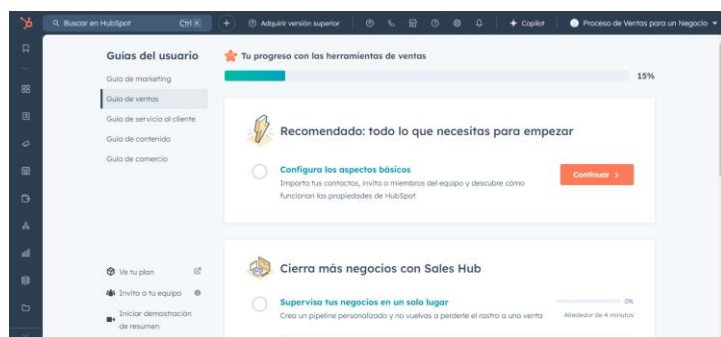 Buscar en HubSpot
Ctrl K
Adquirir versión superior
Copilot
Proceso de Ventas para un Negocio
Guías del usuario
Guía de marketing
Guía de ventas
Guía de servicio al cliente
Guía de contenido
Guía de comercio
Ve tu plan
Invita a tu equipo
Iniciar demostración
de resumen
Tu progreso con las herramientas de ventas
15%
Recomendado: todo lo que necesitas para empezar
Configura los aspectos básicos
Importa tus contactos, invita a miembros del equipo y descubre cómo
funcionan las propiedades de HubSpot
Continuar >
Cierra más negocios con Sales Hub
Supervisa tus negocios en un solo lugar
Crea un pipeline personalizado y no vuelvas a perderle el rastro a una venta
0%
Alrededor de 4 minutos